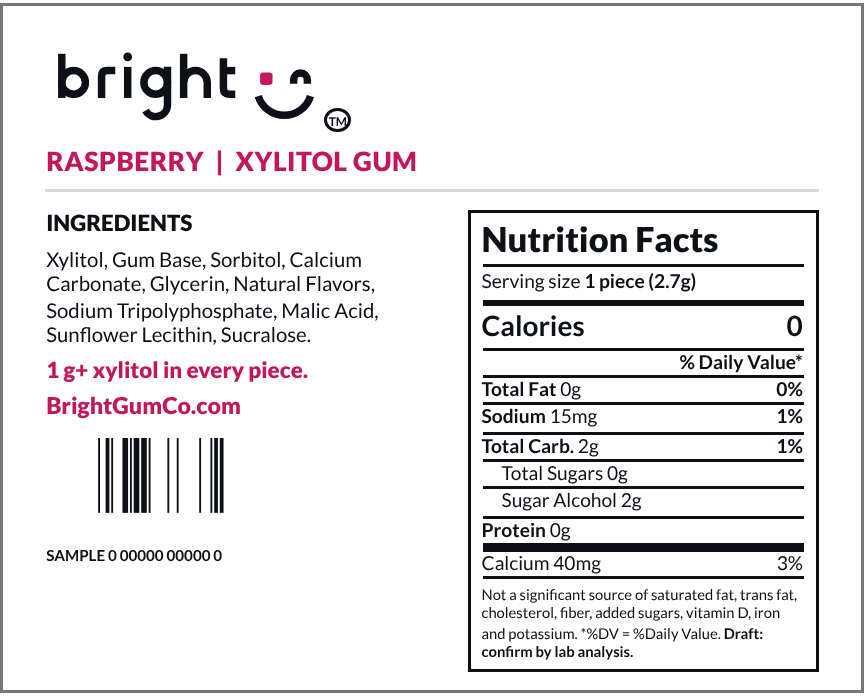 bright
TM
RASPBERRY | XYLITOL GUM
INGREDIENTS
Xylitol, Gum Base, Sorbitol, Calcium
Carbonate, Glycerin, Natural Flavors,
Sodium Tripolyphosphate, Malic Acid,
Sunflower Lecithin, Sucralose.
1 g+ xylitol in every piece.
BrightGumCo.com
SAMPLE 0 00000 00000 0
Nutrition Facts
Serving size 1 piece (2.7g)
Calories 0
% Daily Value*
Total Fat 0g 0%
Sodium 15mg 1%
Total Carb. 2g 1%
Total Sugars 0g
Sugar Alcohol 2g
Protein 0g
Calcium 40mg 3%
Not a significant source of saturated fat, trans fat,
cholesterol, fiber, added sugars, vitamin D, iron
and potassium. *%DV = %Daily Value. Draft:
confirm by lab analysis.